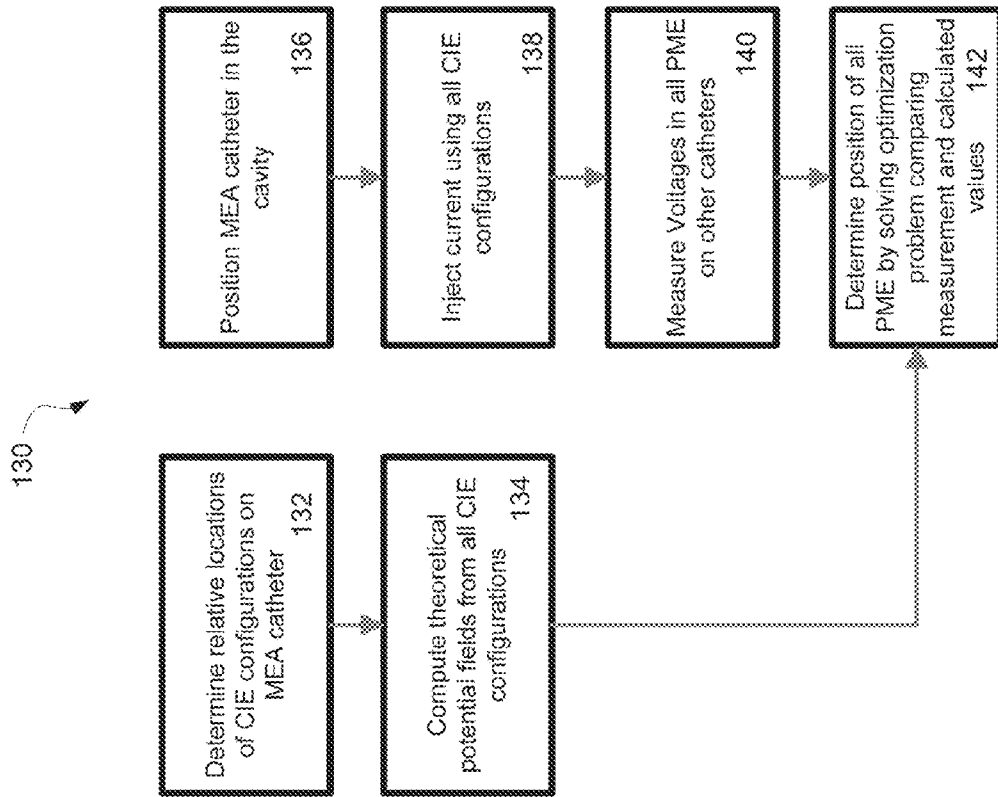 130
Determine relative locations
of CIE configurations on
MEA catheter
132
Compute theoretical
potential fields from all CIE
configurations
134
Position MEA catheter in the
cavity
136
Inject current using all CIE
configurations
138
Measure Voltages in all PME
on other catheters
140
Determine position of all
PME by solving optimization
problem comparing
measurement and calculated
values 142